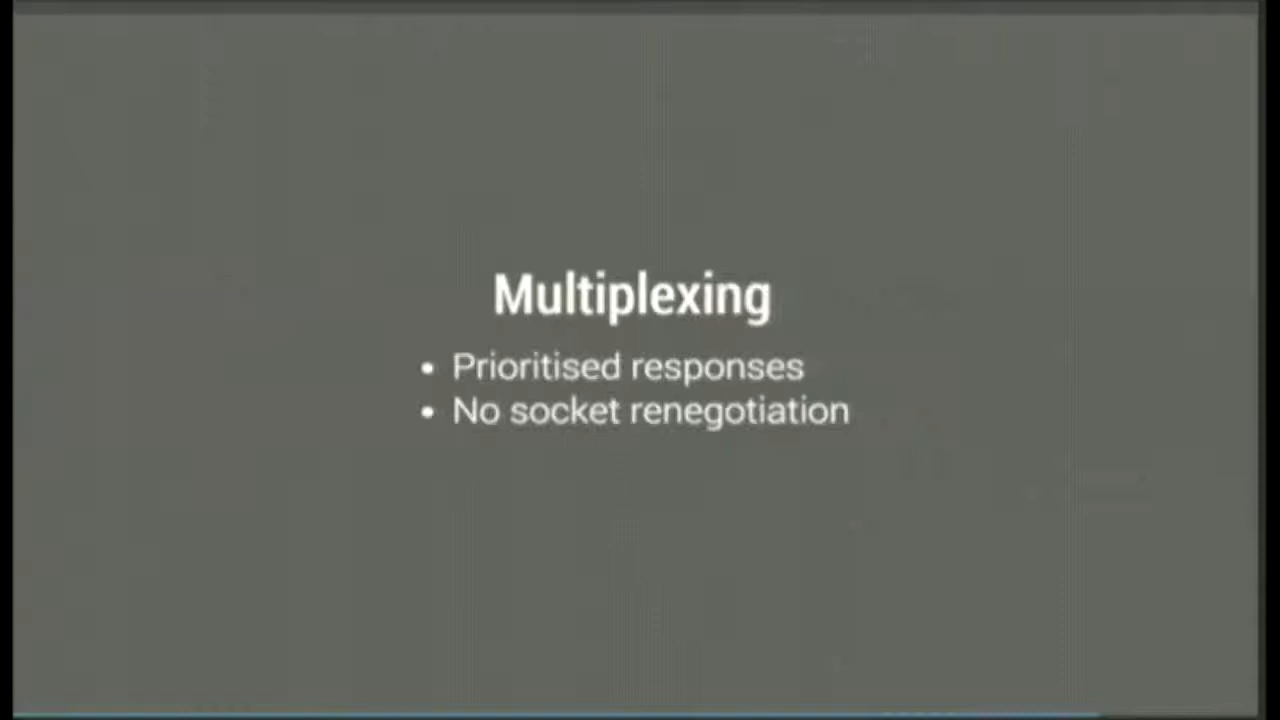 Multiplexing
• Prioritised responses
• No socket renegotiation